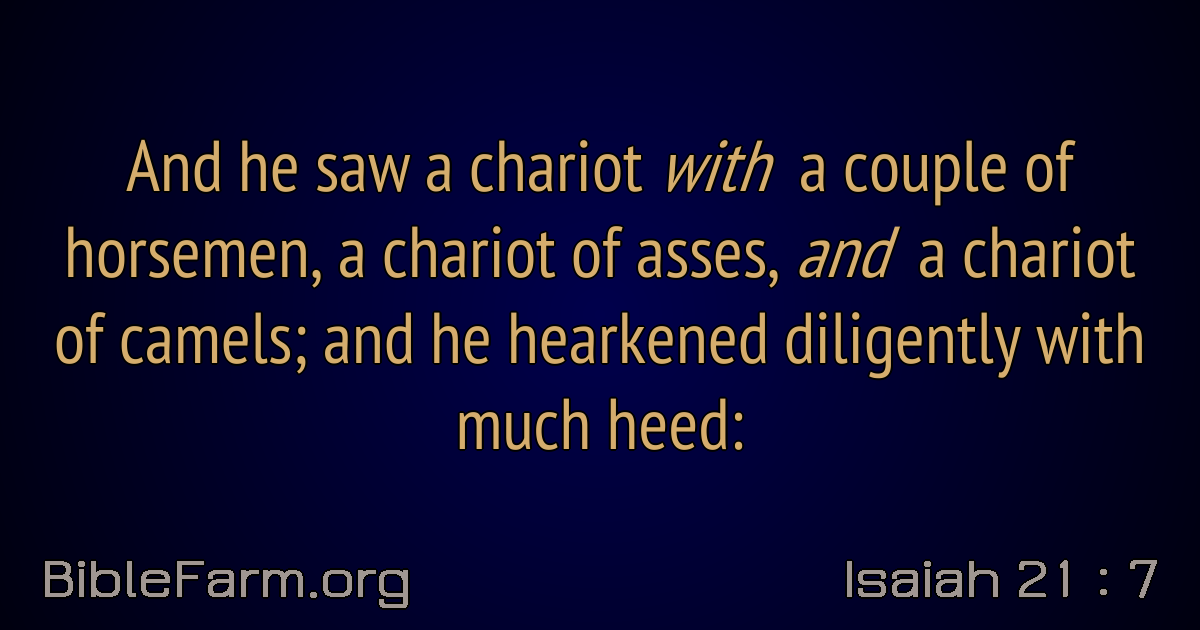 And he saw a chariot with a couple of
horsemen, a chariot of asses, and a chariot
of camels; and he hearkened diligently with
much heed:
BibleFarm.org
Isaiah 21 : 7